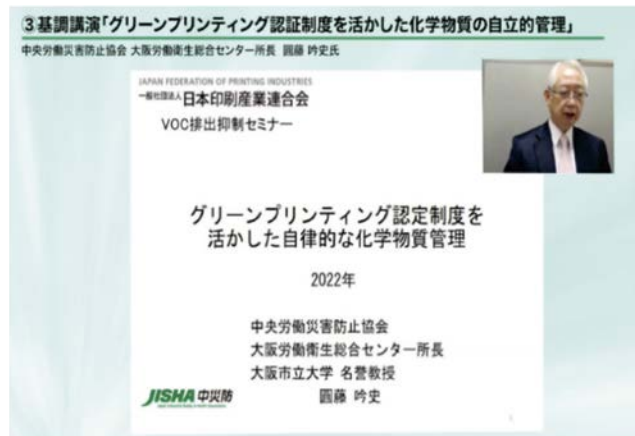 ③基調講演「グリーンプリンティング認証制度を活かした化学物質の自立的管理」
中央労働災害防止協会 大阪労働衛生総合センター所長 圓藤 吟史氏
JAPAN FEDERATION OF PRINTING INDUSTRIES
一般社団法人日本印刷産業連合会
VOC排出抑制セミナー
グリーンプリンティング認定制度を
活かした自律的な化学物質管理
2022年
中央労働災害防止協会
大阪労働衛生総合センター所長
大阪市立大学 名誉教授
圓藤 吟史
JISHA 中災防